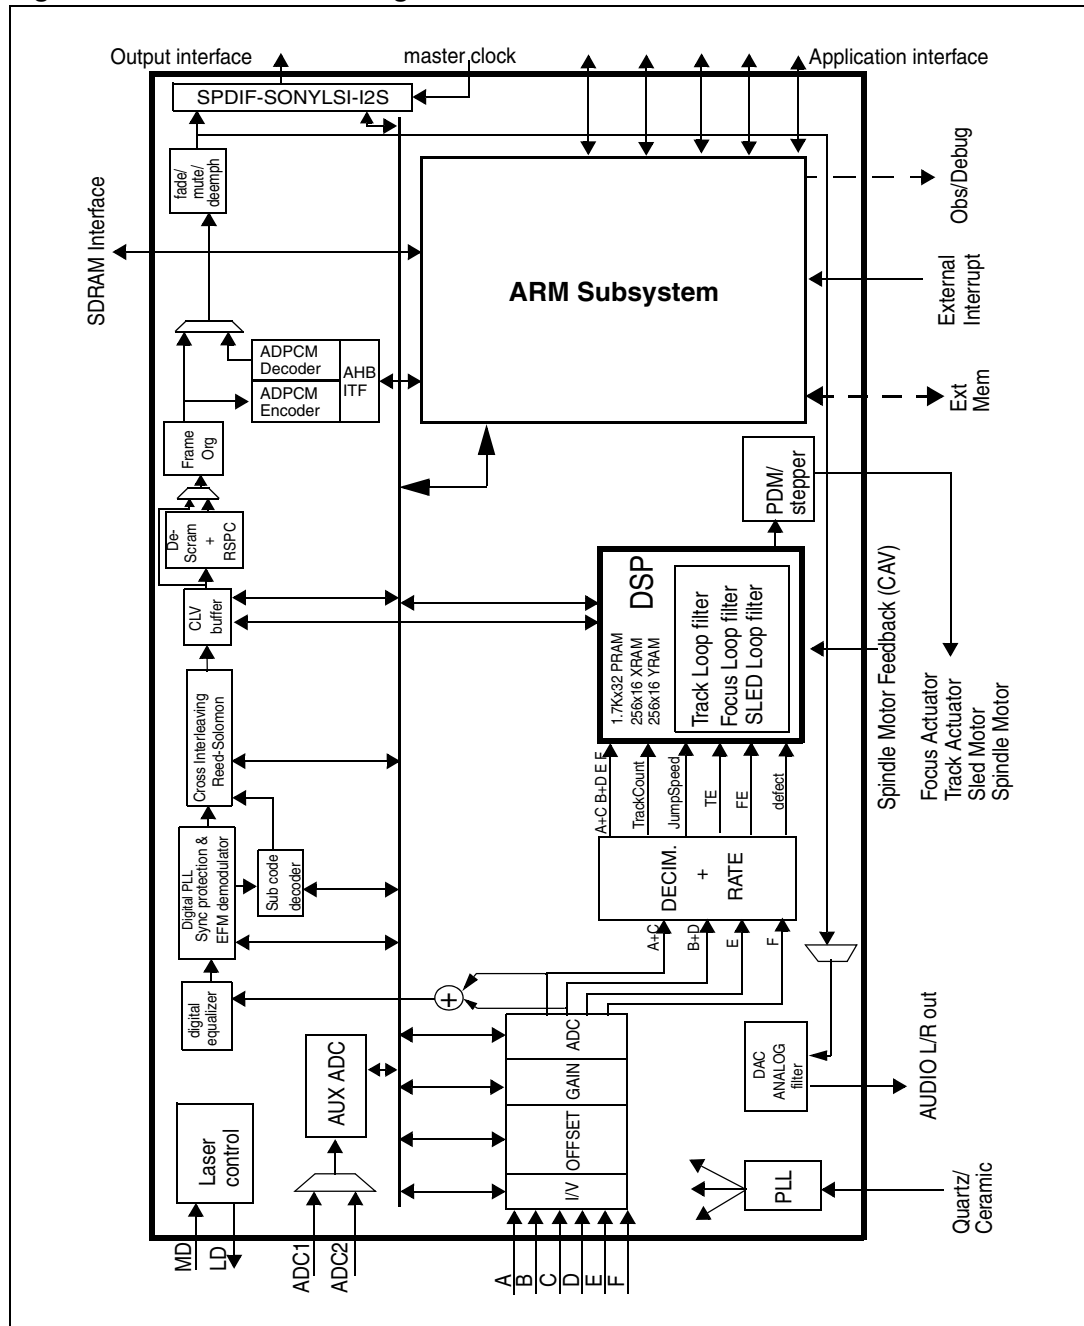 Output interface
master clock
Application interface
SPDIF-SONYLSI-I2S
fade/
mute/
deemph
SDRAM Interface
ARM Subsystem
Obs/Debug
External
Interrupt
Ext
Mem
ADPCM
Decoder
ADPCM
Encoder
AHB
ITF
Frame
Org
De-
Scram
+
RSPC
CLV
buffer
PDM/
stepper
DSP
1.7Kx32 PRAM
256x16 XRAM
256x16 YRAM
Track Loop filter
Focus Loop filter
SLED Loop filter
Spindle Motor Feedback (CAV)
Focus Actuator
Track Actuator
Sled Motor
Spindle Motor
Cross Interleaving
Reed-Solomon
Digital PLL
Sync protection &
EFM demodulator
Sub code
decoder
A+C B+D E F
TrackCount
JumpSpeed
TE
FE
defect
DECIM.
+
RATE
A+C
B+D
E
F
+
digital
equalizer
AUX ADC
ADC
GAIN
OFFSET
I/V
DAC
ANALOG
filter
AUDIO L/R out
Laser
control
PLL
Quartz/
Ceramic
MD
LD
ADC1
ADC2
A
B
C
D
E
F